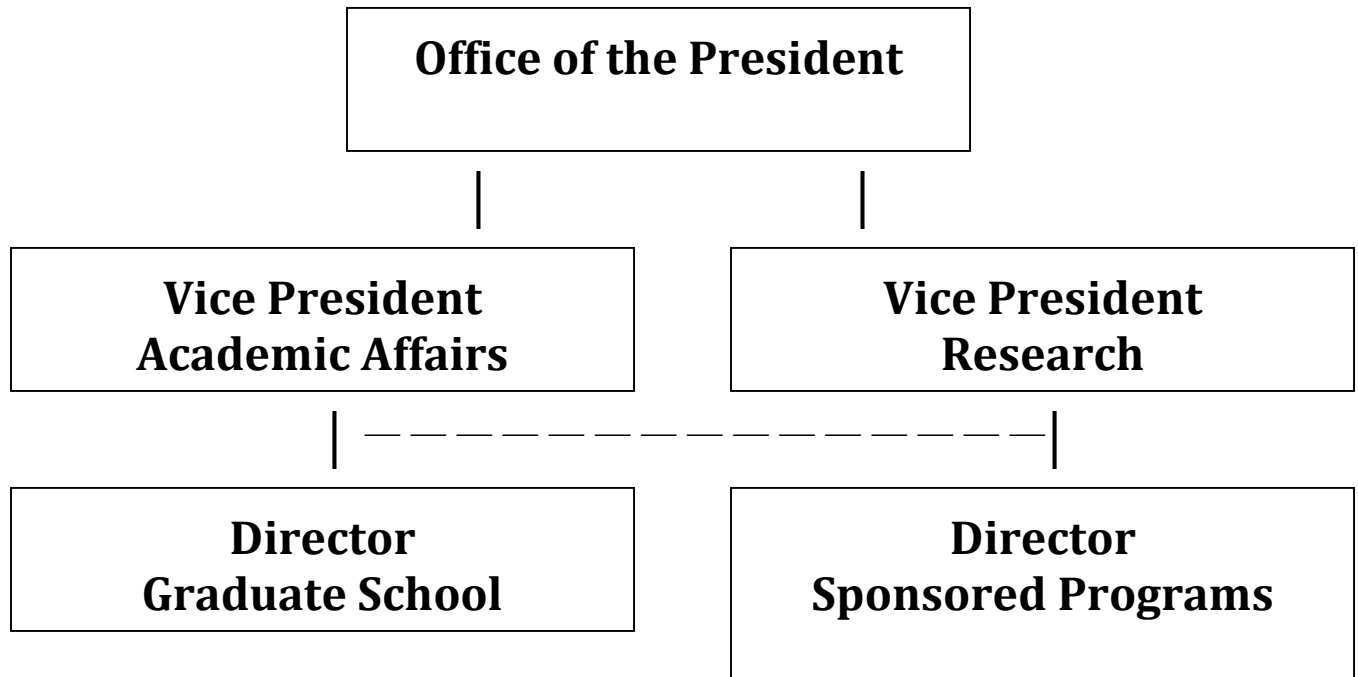 Office of the President
Vice President
Academic Affairs
Vice President
Research
Director
Graduate School
Director
Sponsored Programs